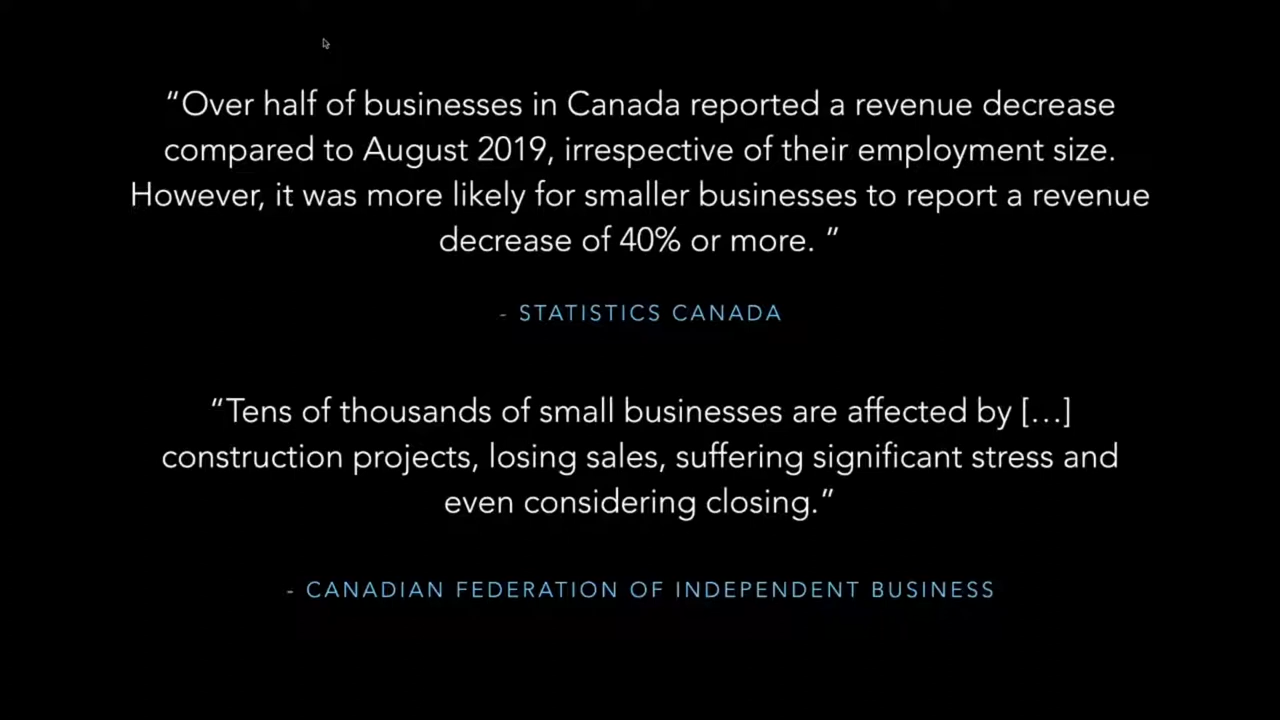 “Over half of businesses in Canada reported a revenue decrease
compared to August 2019, irrespective of their employment size.
However, it was more likely for smaller businesses to report a revenue
decrease of 40% or more. ”
- STATISTICS CANADA
“Tens of thousands of small businesses are affected by […]
construction projects, losing sales, suffering significant stress and
even considering closing.”
- CANADIAN FEDERATION OF INDEPENDENT BUSINESS